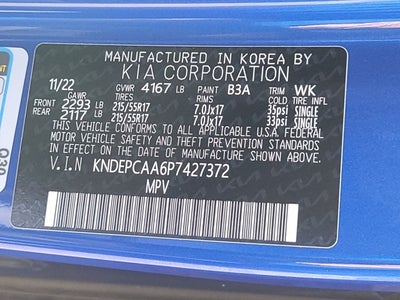 MANUFACTURED IN KOREA BY
KIA CORPORATION
11/22 GVWR 4167 LB PAINT B3A TRIM WK
GAWR TIRES RIMS COLD TIRE INFL
FRONT 2293 LB 215/55R17 7.0Jx17 35psi SINGLE
REAR 2117 LB 215/55R17 7.0Jx17 33psi SINGLE
THIS VEHICLE CONFORMS TO ALL APPLICABLE U.S.A. FEDERAL
MOTOR VEHICLE SAFETY AND THEFT PREVENTION STANDARDS
IN EFFECT ON THE DATE OF MANUFACTURE SHOWN ABOVE.
V.I.N KNDEPCAA6P7427372
MPV